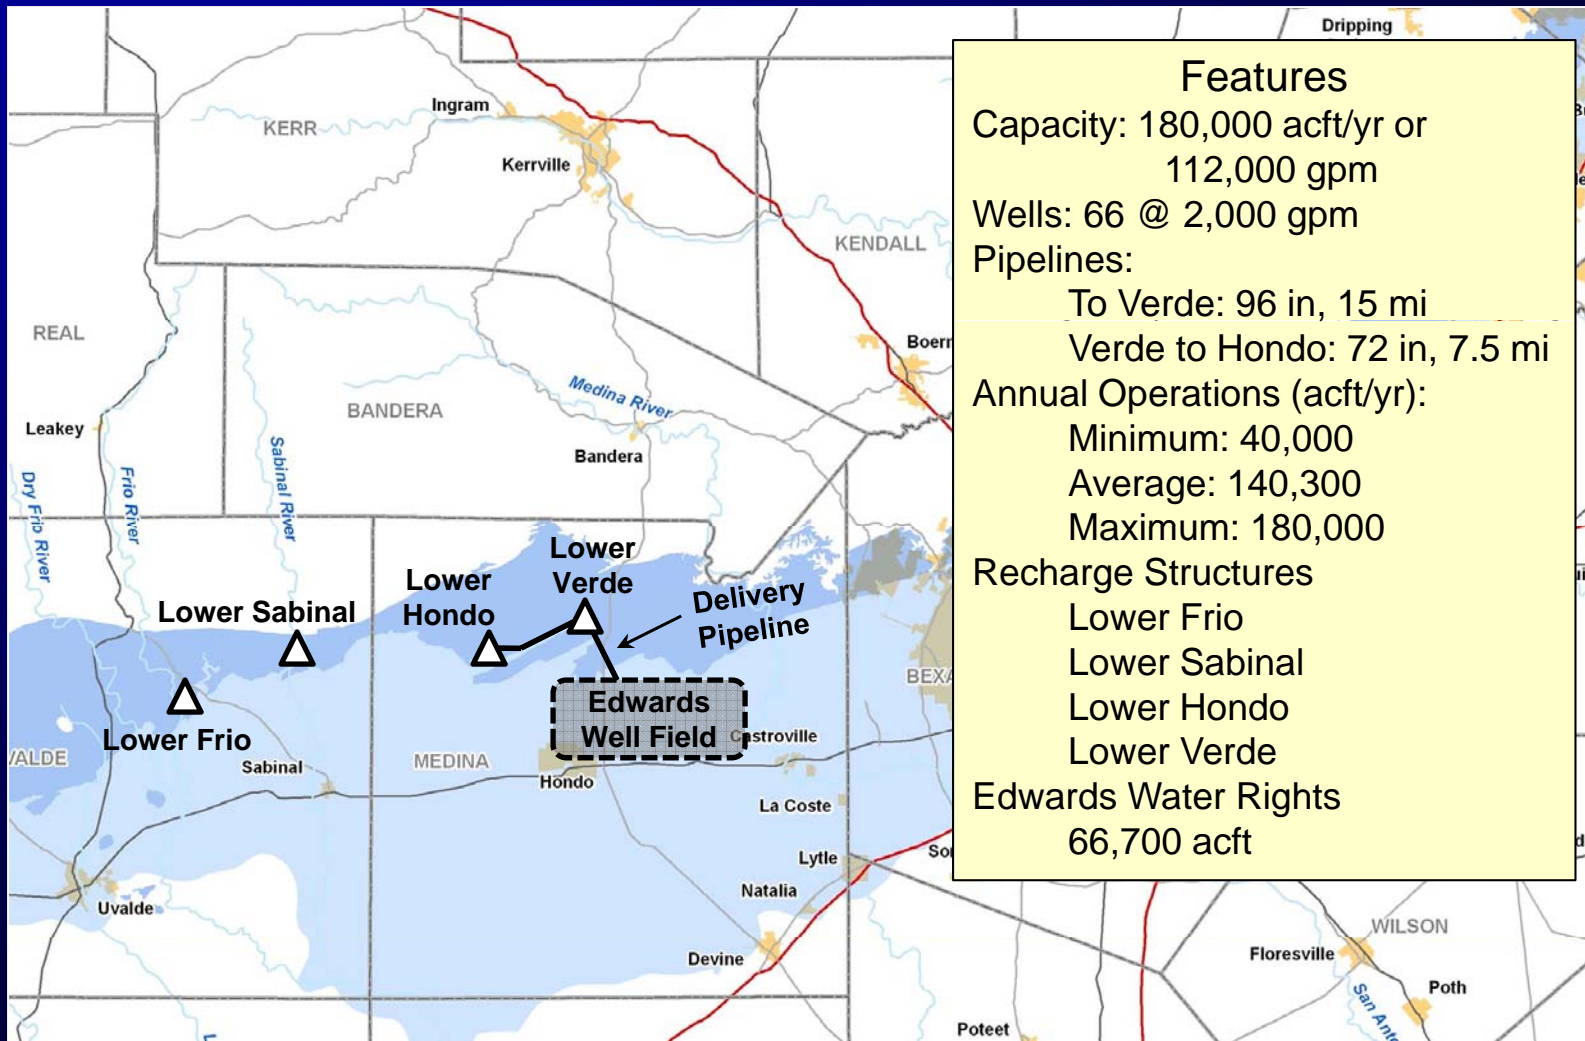 Dripping
Features
Capacity: 180,000 acft/yr or
112,000 gpm
Wells: 66 @ 2,000 gpm
Pipelines:
To Verde: 96 in, 15 mi
Verde to Hondo: 72 in, 7.5 mi
Annual Operations (acft/yr):
Minimum: 40,000
Average: 140,300
Maximum: 180,000
Recharge Structures
Lower Frio
Lower Sabinal
Lower Hondo
Lower Verde
Edwards Water Rights
66,700 acft
Ingram
KERR
Kerrville
KENDALL
REAL
Boer
Medina River
BANDERA
Leakey
Sabinal River
Bandera
Dry Frio River
Frio River
Lower
Verde
Lower
Hondo
Lower Sabinal
Delivery
Pipeline
BEXA
Edwards
Well Field
Lower Frio
Castroville
VALDE
Sabinal
MEDINA
Hondo
La Coste
Lytle
So
Natalia
Uvalde
WILSON
Devine
Floresville
Poth
San Anto
Poteet
L